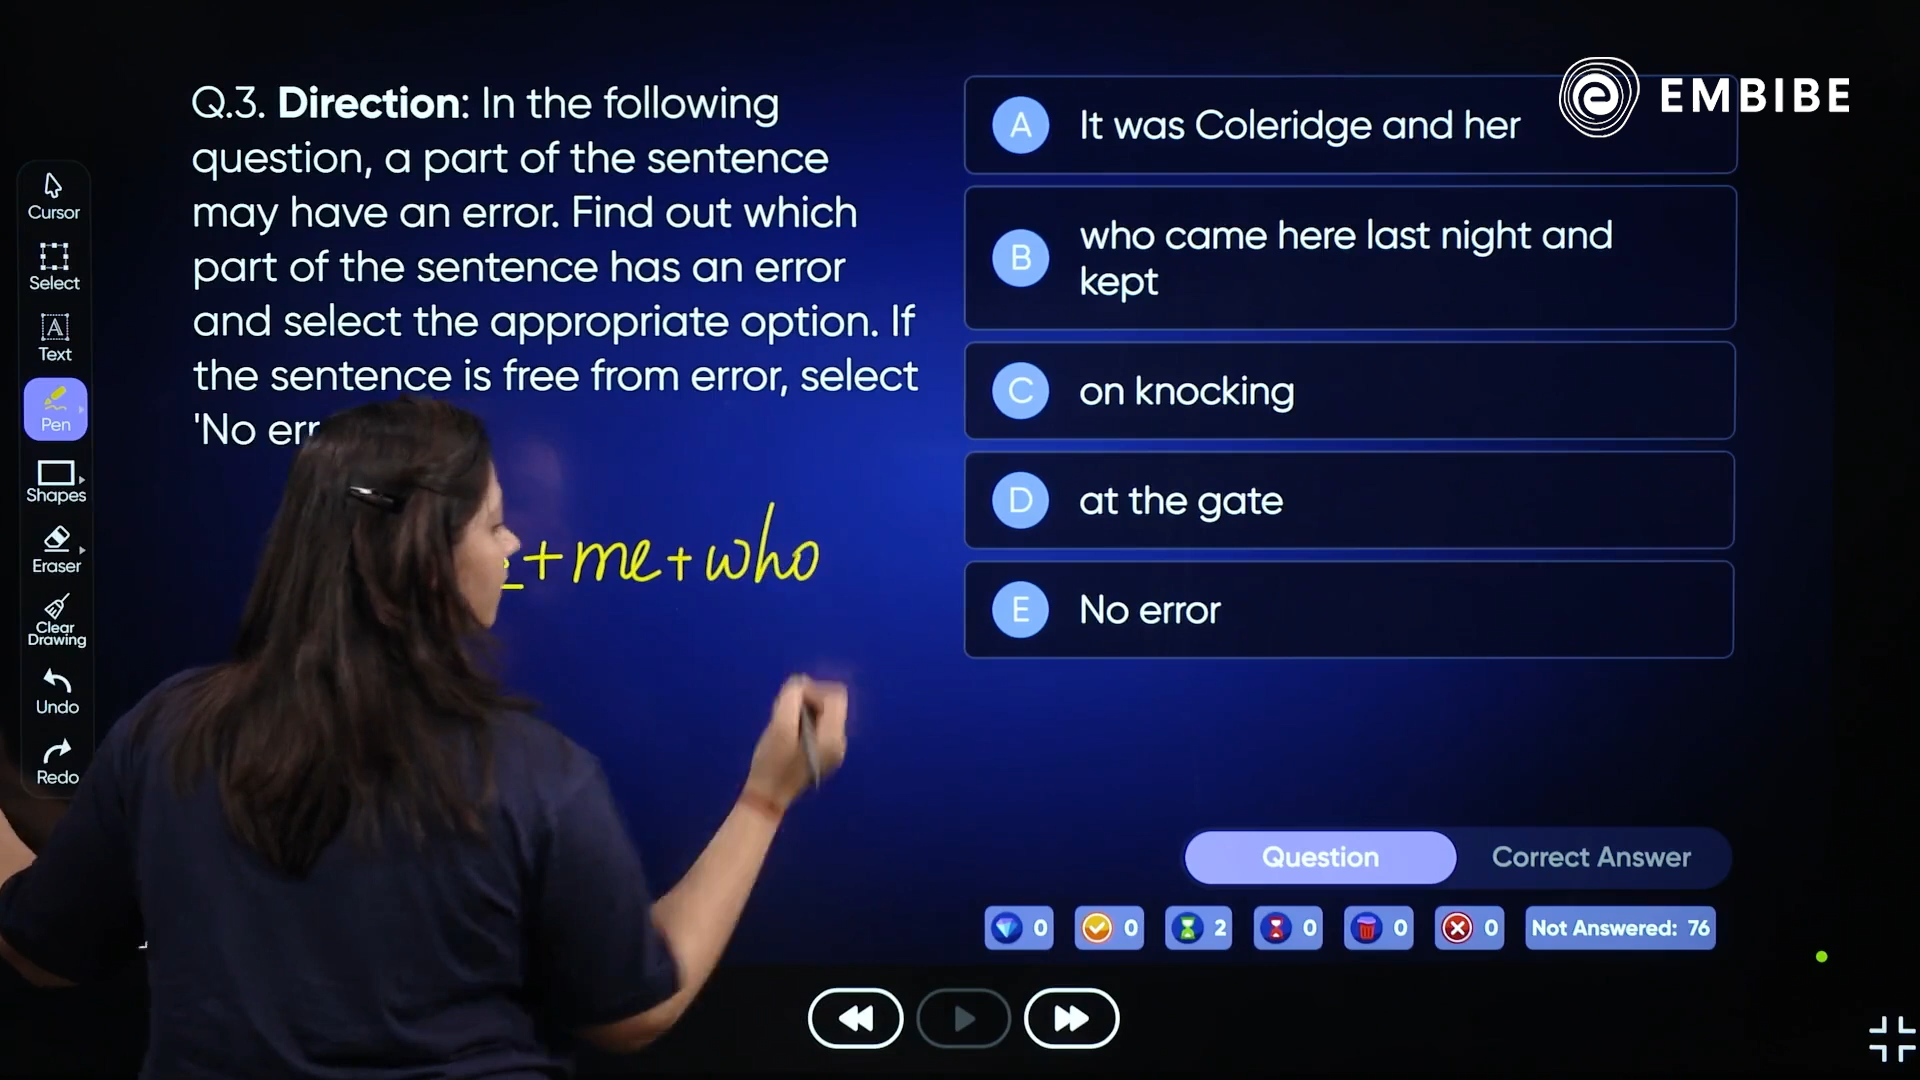 EMBIBE
Q.3. Direction: In the following
question, a part of the sentence
may have an error. Find out which
part of the sentence has an error
and select the appropriate option. If
the sentence is free from error, select
'No err
+me+who
A It was Coleridge and her
B who came here last night and
kept
C on knocking
D at the gate
E No error
Cursor
Select
Text
Pen
Shapes
Eraser
Clear
Drawing
Undo
Redo
Question Correct Answer
0 0 2 0 0 0 Not Answered: 76